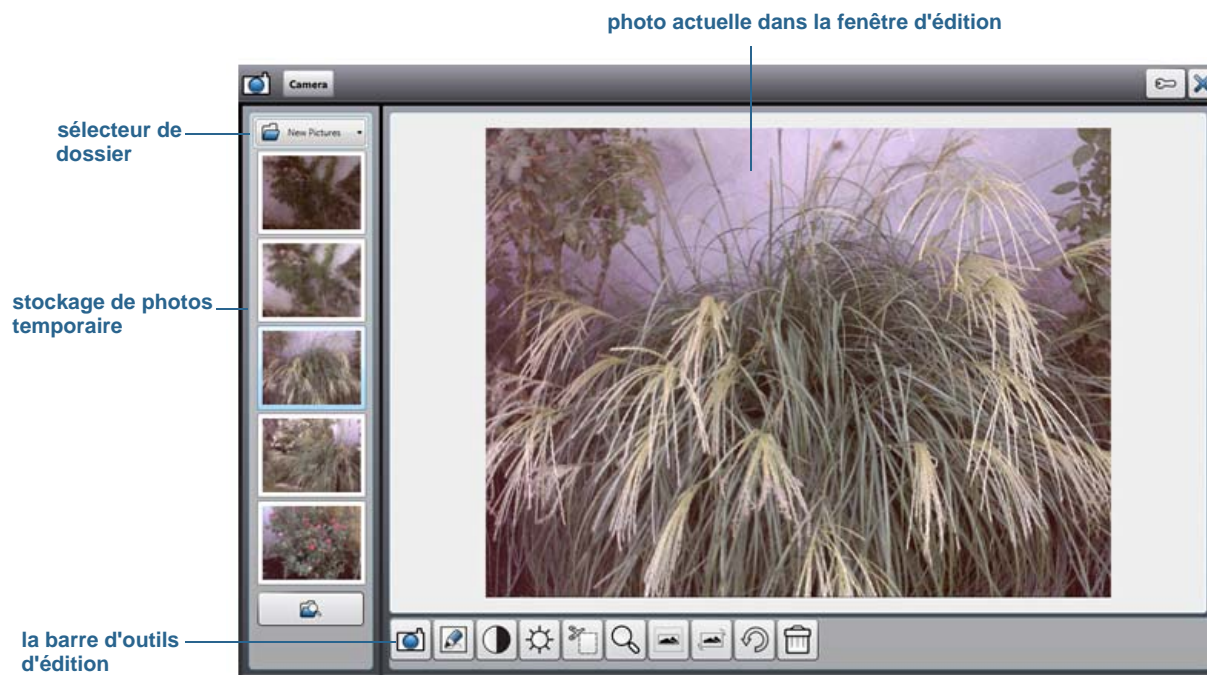 photo actuelle dans la fenêtre d'édition
Camera
sélecteur de
dossier
New Pictures
stockage de photos
temporaire
la barre d'outils
d'édition